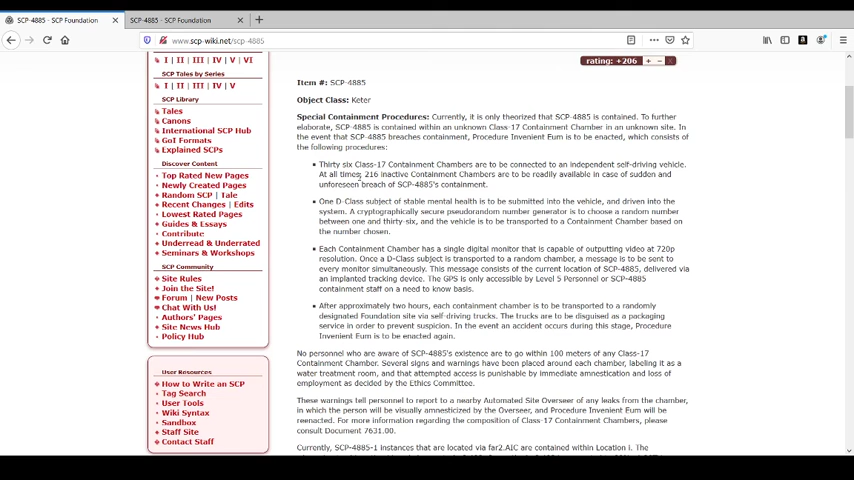 SCP-4885 - SCP Foundation
SCP-4885 - SCP Foundation
www.scp-wiki.net/scp-4885
I | II | III | IV | V | VI
SCP Tales by Series
I | II | III | IV | V
SCP Library
Tales
Canons
International SCP Hub
GoI Formats
Explained SCPs
Discover Content
Top Rated New Pages
Newly Created Pages
Random SCP | Tale
Recent Changes | Edits
Lowest Rated Pages
Guides & Essays
Contribute
Underread & Underrated
Seminars & Workshops
SCP Community
Site Rules
Join the Site!
Forum | New Posts
Chat With Us!
Authors' Pages
Site News Hub
Policy Hub
User Resources
How to Write an SCP
Tag Search
User Tools
Wiki Syntax
Sandbox
Staff Site
Contact Staff
rating: +206 + – x
Item #: SCP-4885
Object Class: Keter
Special Containment Procedures: Currently, it is only theorized that SCP-4885 is contained. To further
elaborate, SCP-4885 is contained within an unknown Class-17 Containment Chamber in an unknown site. In
the event that SCP-4885 breaches containment, Procedure Invenient Eum is to be enacted, which consists of
the following procedures:
Thirty six Class-17 Containment Chambers are to be connected to an independent self-driving vehicle.
At all times, 216 inactive Containment Chambers are to be readily available in case of sudden and
unforeseen breach of SCP-4885's containment.
One D-Class subject of stable mental health is to be submitted into the vehicle, and driven into the
system. A cryptographically secure pseudorandom number generator is to choose a random number
between one and thirty-six, and the vehicle is to be transported to a Containment Chamber based on
the number chosen.
Each Containment Chamber has a single digital monitor that is capable of outputting video at 720p
resolution. Once a D-Class subject is transported to a random chamber, a message is to be sent to
every monitor simultaneously. This message consists of the current location of SCP-4885, delivered via
an implanted tracking device. The GPS is only accessible by Level 5 Personnel or SCP-4885
containment staff on a need to know basis.
After approximately two hours, each containment chamber is to be transported to a randomly
designated Foundation site via self-driving trucks. The trucks are to be disguised as a packaging
service in order to prevent suspicion. In the event an accident occurs during this stage, Procedure
Invenient Eum is to be enacted again.
No personnel who are aware of SCP-4885's existence are to go within 100 meters of any Class-17
Containment Chamber. Several signs and warnings have been placed around each chamber, labeling it as a
water treatment room, and that attempted access is punishable by immediate amnestication and loss of
employment as decided by the Ethics Committee.
These warnings tell personnel to report to a nearby Automated Site Overseer of any leaks from the chamber,
in which the person will be visually amnesticized by the Overseer, and Procedure Invenient Eum will be
reenacted. For more information regarding the composition of Class-17 Containment Chambers, please
consult Document 7631.00.
Currently, SCP-4885-1 instances that are located via far2.AIC are contained within Location i. The